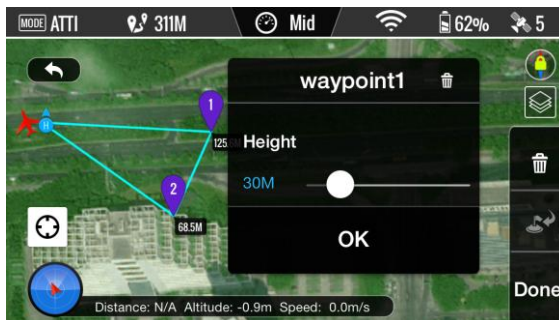 MODE ATTI 311M Mid 62% 5
waypoint1
1
H
125.
Height
2
30M
68.5M
OK
Done
Distance: N/A Altitude: -0.9m Speed: 0.0m/s